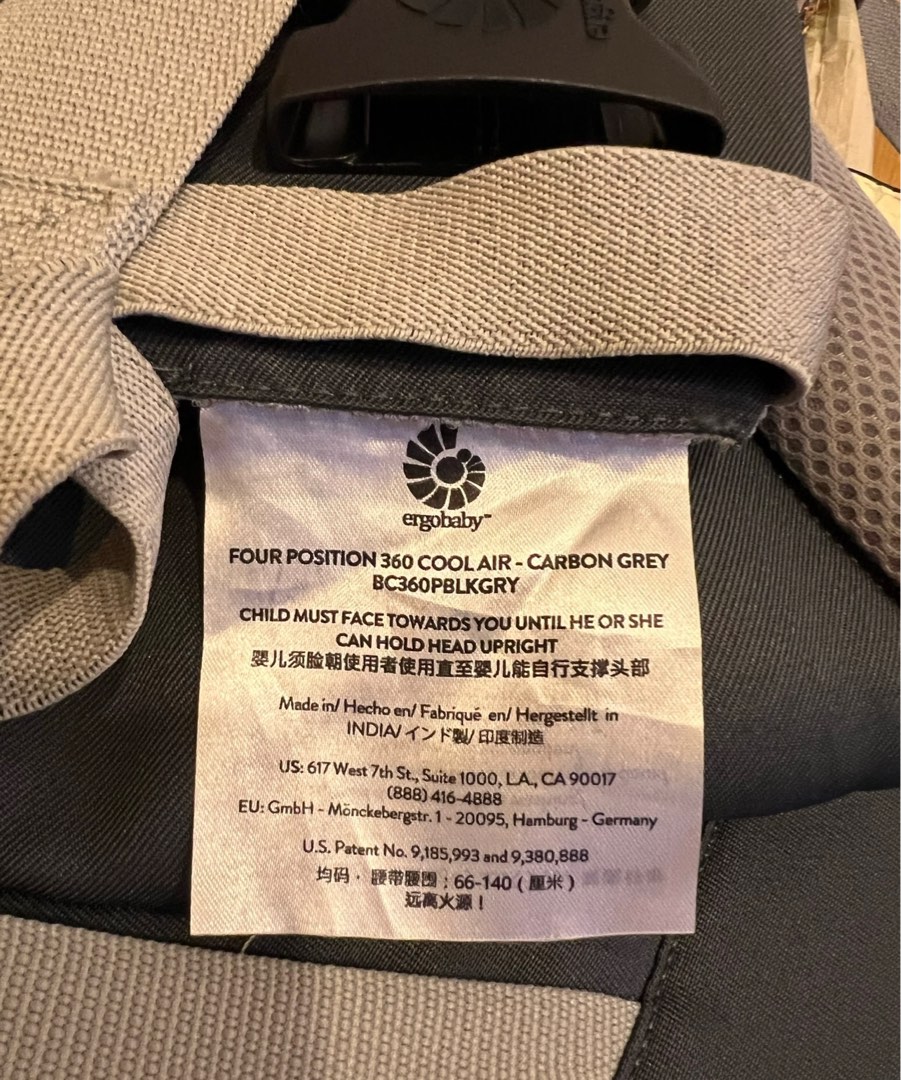 ergobaby™
FOUR POSITION 360 COOL AIR - CARBON GREY
BC360PBLKGRY
CHILD MUST FACE TOWARDS YOU UNTIL HE OR SHE
CAN HOLD HEAD UPRIGHT
婴儿须脸朝使用者使用直至婴儿能自行支撑头部
Made in/ Hecho en/ Fabriqué en/ Hergestellt in
INDIA/インド製/ 印度制造
US: 617 West 7th St., Suite 1000, L.A., CA 90017
(888) 416-4888
EU: GmbH - Mönckebergstr. 1 - 20095, Hamburg - Germany
U.S. Patent No. 9,185,993 and 9,380,888
均码，腰带腰围：66-140（厘米）
远离火源！